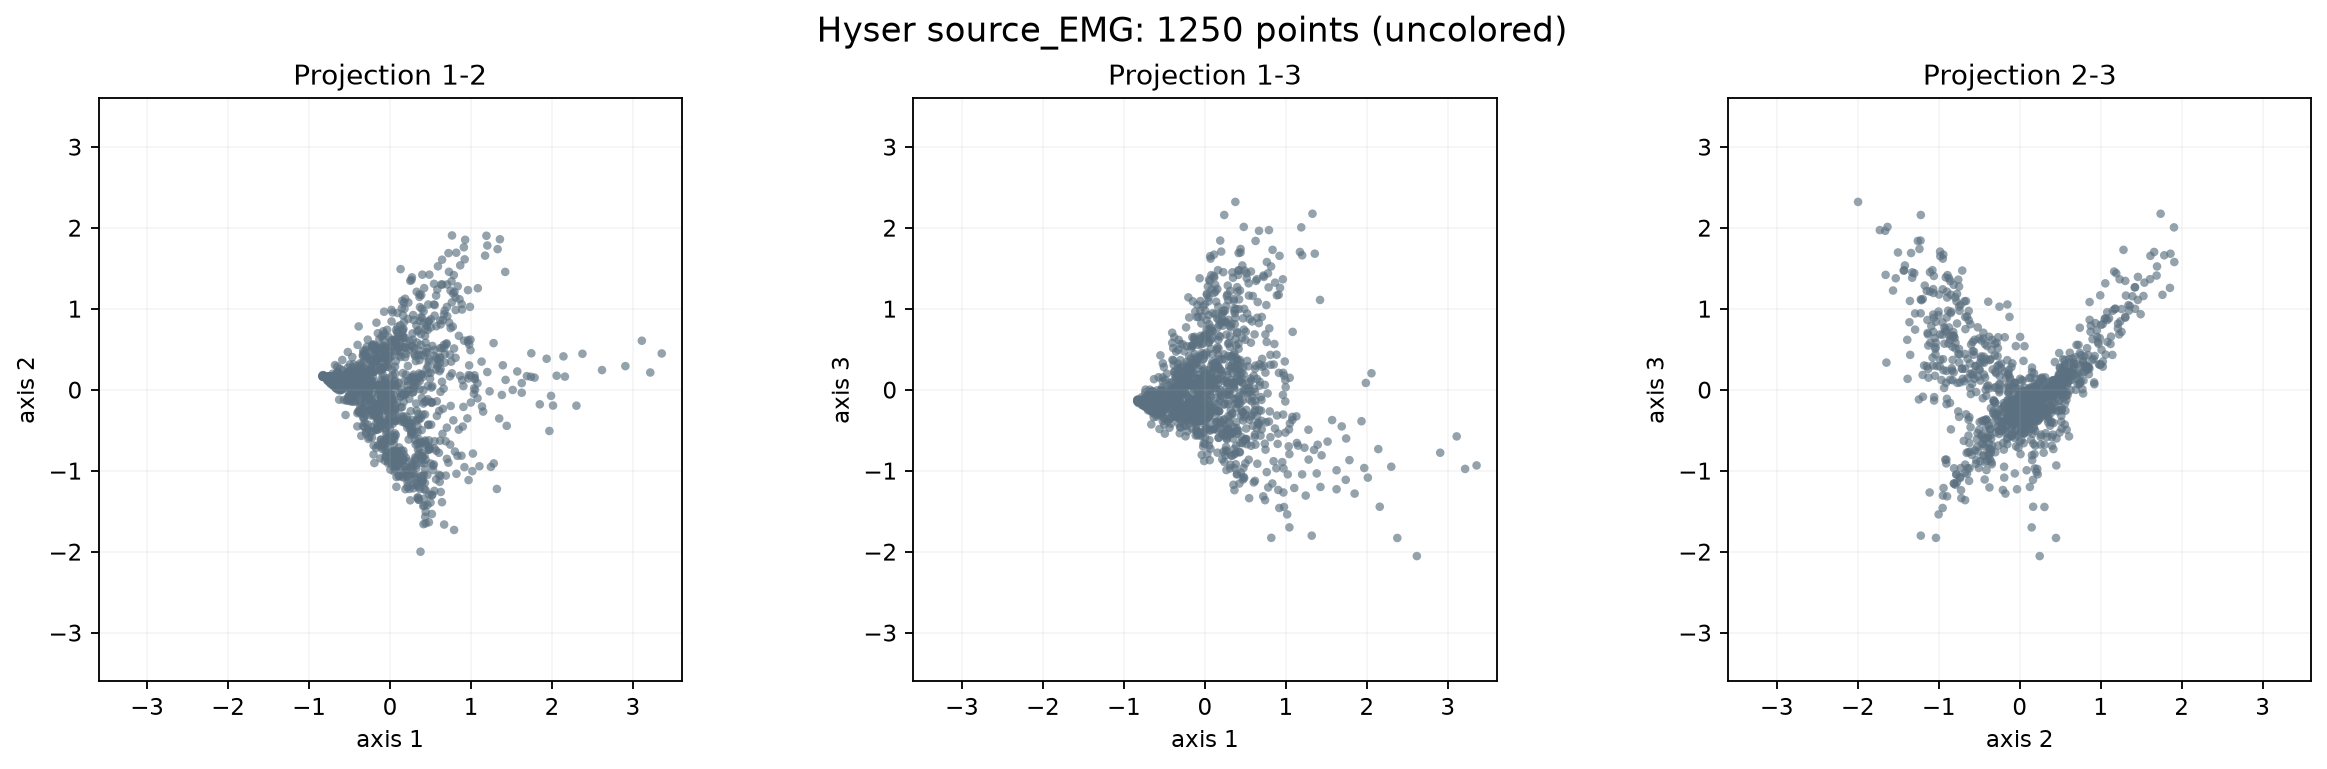 Hyser source_EMG: 1250 points (uncolored)
Projection 1-2
3
2
1
0
−1
−2
−3
−3 −2 −1 0 1 2 3
axis 1
axis 2
Projection 1-3
3
2
1
0
−1
−2
−3
−3 −2 −1 0 1 2 3
axis 1
axis 3
Projection 2-3
3
2
1
0
−1
−2
−3
−3 −2 −1 0 1 2 3
axis 2
axis 3